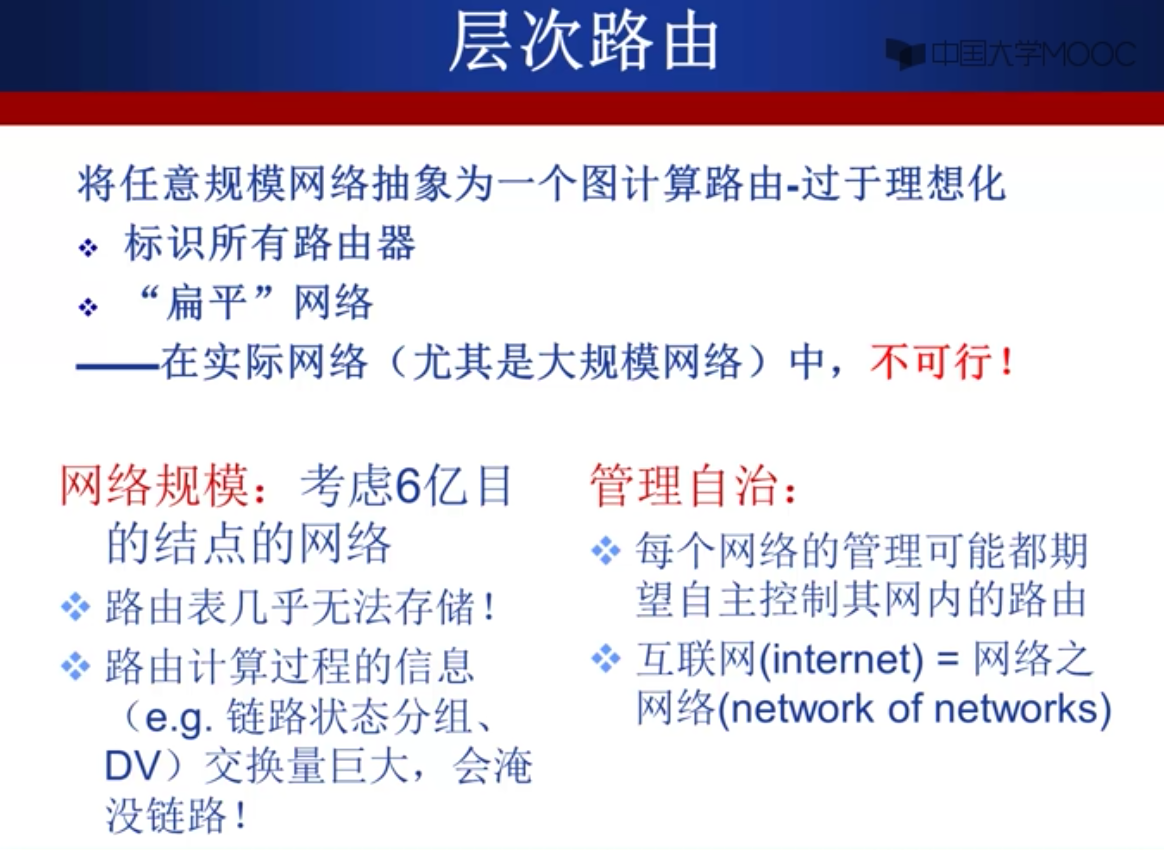 层次路由
中国大学MOOC
将任意规模网络抽象为一个图计算路由-过于理想化
❖ 标识所有路由器
❖ “扁平”网络
——在实际网络（尤其是大规模网络）中，不可行！
网络规模：考虑6亿目
的结点的网络
❖ 路由表几乎无法存储！
❖ 路由计算过程的信息
（e.g. 链路状态分组、
DV）交换量巨大，会淹
没链路！
管理自治：
❖ 每个网络的管理可能都期
望自主控制其网内的路由
❖ 互联网(internet) = 网络之
网络(network of networks)